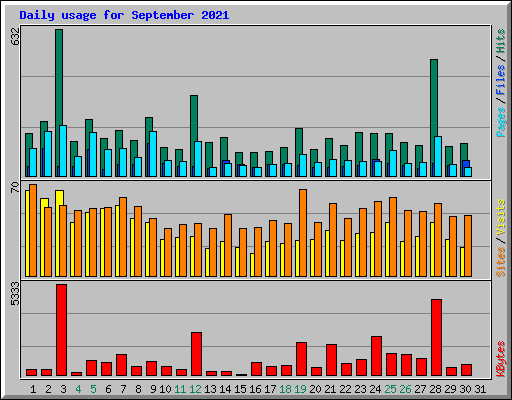 Daily usage for September 2021
632
70
5333
Pages / Files / Hits
Sites / Visits
KBytes
1 2 3 4 5 6 7 8 9 10 11 12 13 14 15 16 17 18 19 20 21 22 23 24 25 26 27 28 29 30 31